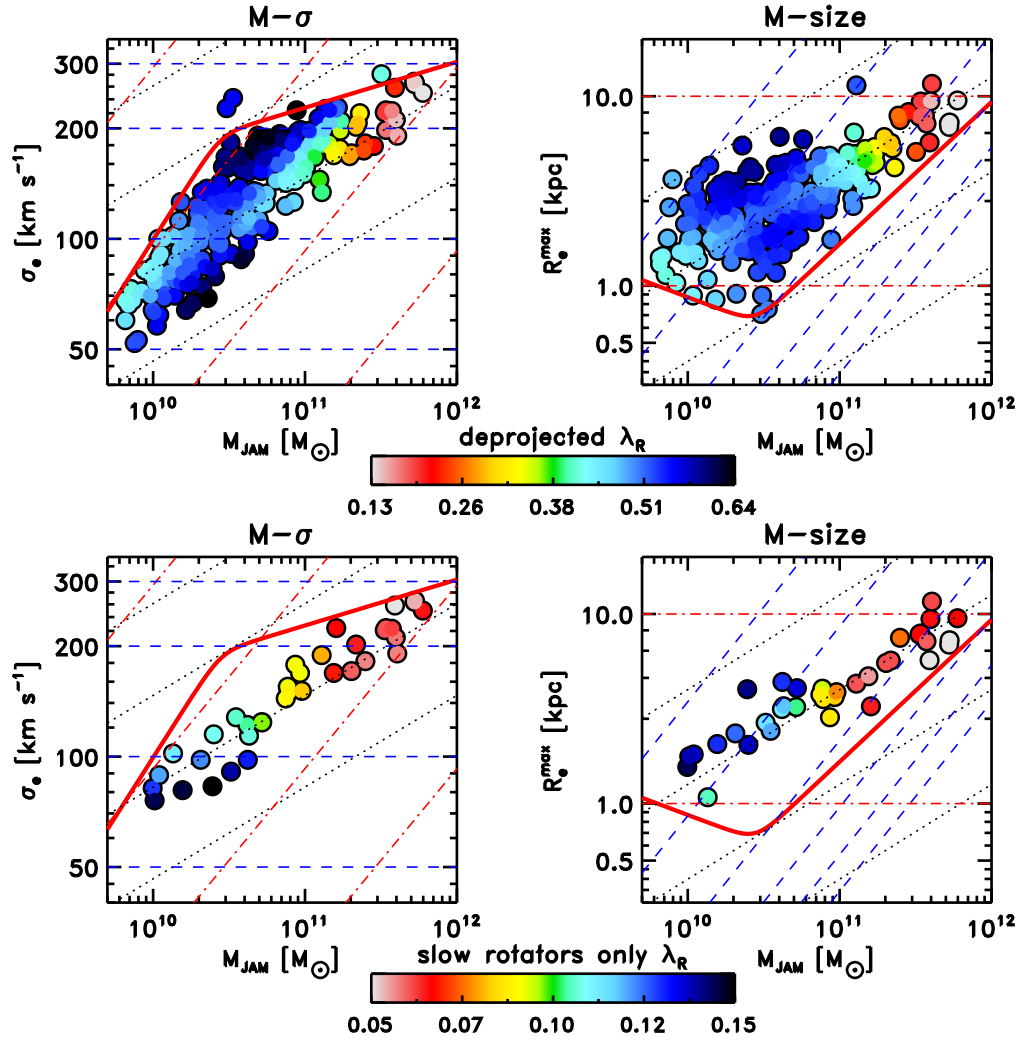 M−σ
M−size
300
200
100
50
σe [km s−1]
10^10
10^11
10^12
MJAM [M⊙]
10.0
1.0
0.5
Re^max [kpc]
10^10
10^11
10^12
MJAM [M⊙]
deprojected λR
0.13
0.26
0.38
0.51
0.64
M−σ
M−size
300
200
100
50
σe [km s−1]
10^10
10^11
10^12
MJAM [M⊙]
10.0
1.0
0.5
Re^max [kpc]
10^10
10^11
10^12
MJAM [M⊙]
slow rotators only λR
0.05
0.07
0.10
0.12
0.15